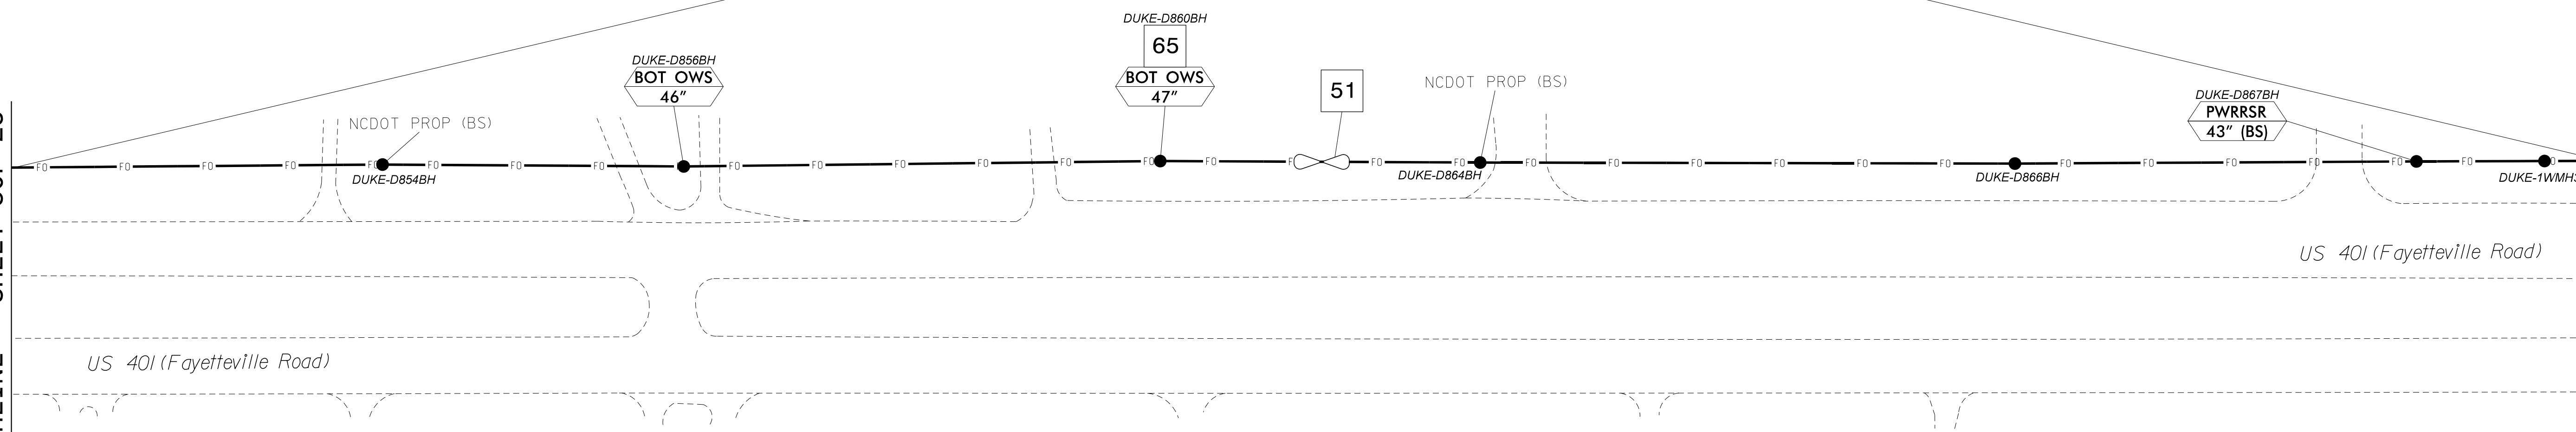 DUKE-D860BH
65
BOT OWS
47"
DUKE-D856BH
BOT OWS
46"
51
NCDOT PROP (BS)
DUKE-D867BH
PWRRSR
43" (BS)
NCDOT PROP (BS)
FO FO FO FO FO FO FO FO FO FO FO FO FO FO FO FO FO FO FO FO FO FO FO FO FO FO FO
DUKE-D854BH
DUKE-D864BH
DUKE-D866BH
US 401 (Fayetteville Road)
US 401 (Fayetteville Road)